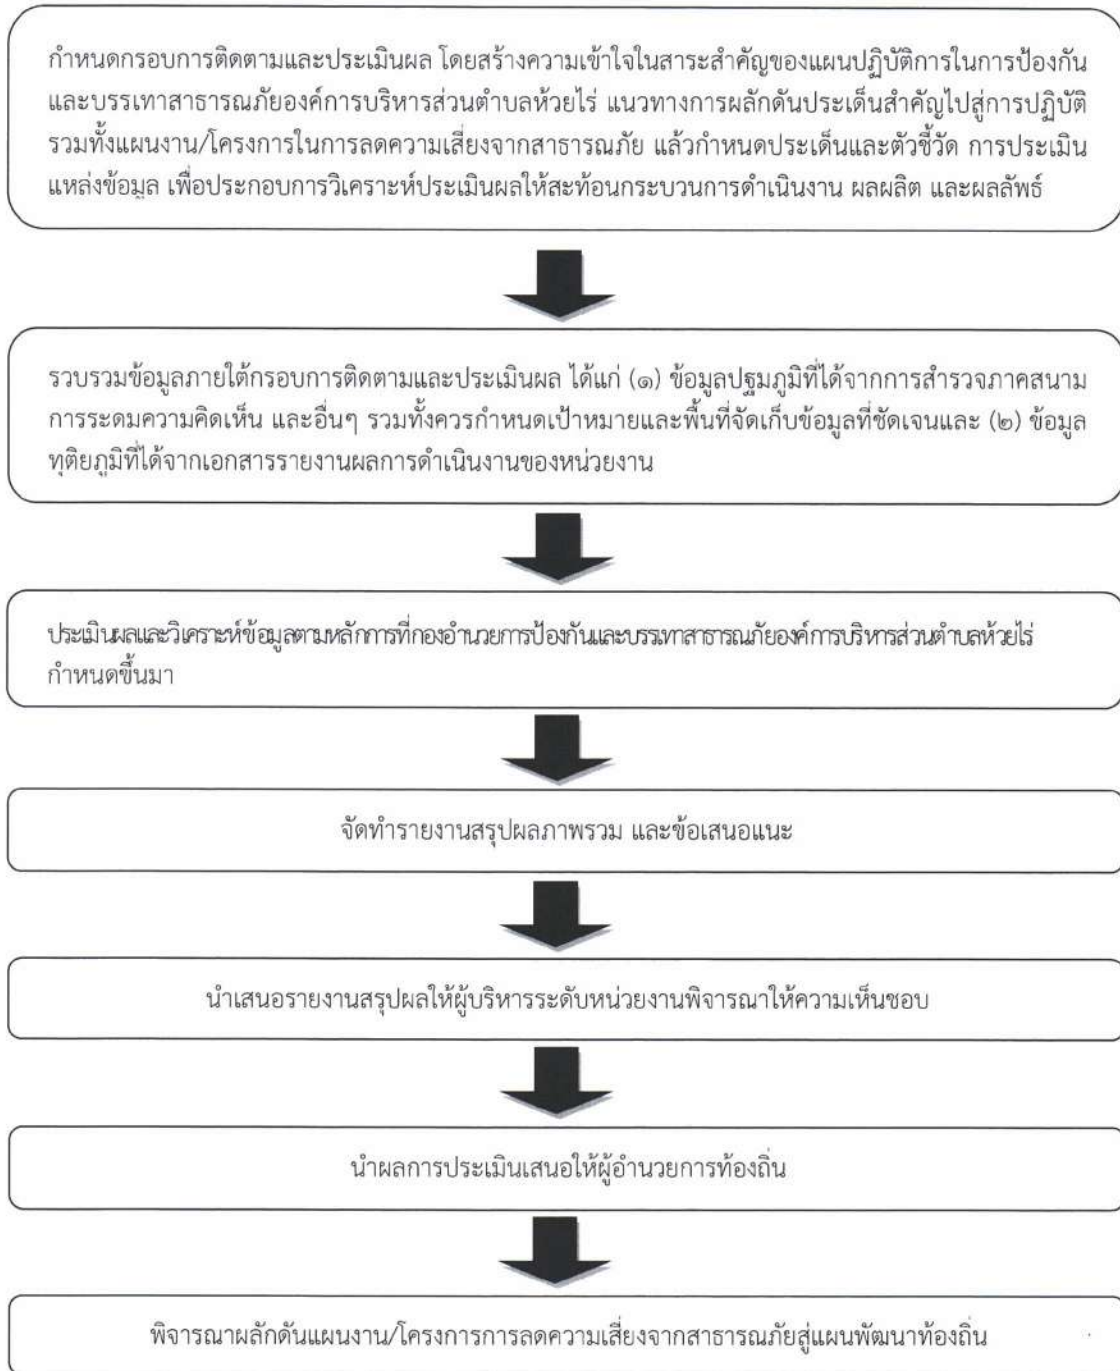 กำหนดกรอบการติดตามและประเมินผล โดยสร้างความเข้าใจในสาระสำคัญของแผนปฏิบัติการในการป้องกัน
และบรรเทาสาธารณภัยองค์การบริหารส่วนตำบลห้วยไร่ แนวทางการผลักดันประเด็นสำคัญไปสู่การปฏิบัติ
รวมทั้งแผนงาน/โครงการในการลดความเสี่ยงจากสาธารณภัย แล้วกำหนดประเด็นและตัวชี้วัด การประเมิน
แหล่งข้อมูล เพื่อประกอบการวิเคราะห์ประเมินผลให้สะท้อนกระบวนการดำเนินงาน ผลผลิต และผลลัพธ์
รวบรวมข้อมูลภายใต้กรอบการติดตามและประเมินผล ได้แก่ (๑) ข้อมูลปฐมภูมิที่ได้จากการสำรวจภาคสนาม
การระดมความคิดเห็น และอื่นๆ รวมทั้งควรกำหนดเป้าหมายและพื้นที่จัดเก็บข้อมูลที่ชัดเจนและ (๒) ข้อมูล
ทุติยภูมิที่ได้จากเอกสารรายงานผลการดำเนินงานของหน่วยงาน
ประเมินผลและวิเคราะห์ข้อมูลตามหลักการที่กองอำนวยการป้องกันและบรรเทาสาธารณภัยองค์การบริหารส่วนตำบลห้วยไร่
กำหนดขึ้นมา
จัดทำรายงานสรุปผลภาพรวม และข้อเสนอแนะ
นำเสนอรายงานสรุปผลให้ผู้บริหารระดับหน่วยงานพิจารณาให้ความเห็นชอบ
นำผลการประเมินเสนอให้ผู้อำนวยการท้องถิ่น
พิจารณาผลักดันแผนงาน/โครงการการลดความเสี่ยงจากสาธารณภัยสู่แผนพัฒนาท้องถิ่น